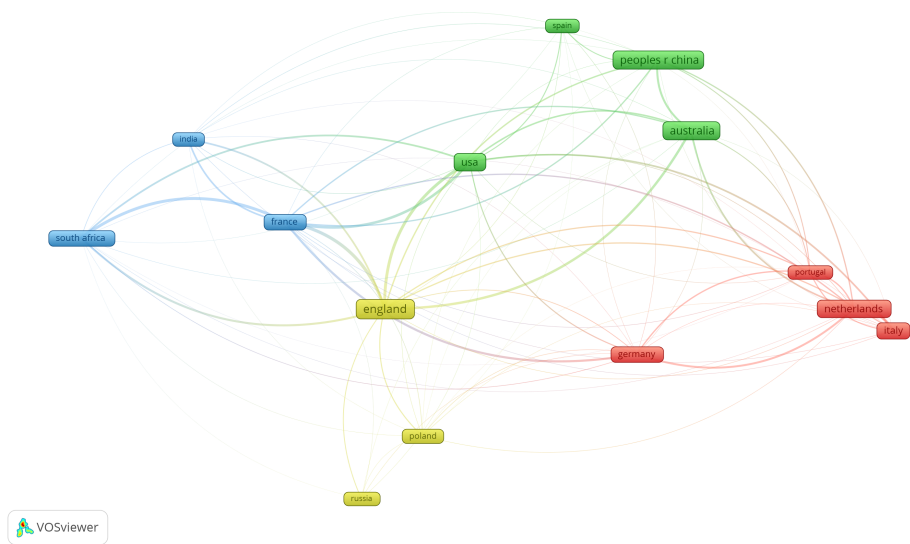 spain
peoples r china
australia
india
usa
france
south africa
portugal
england
netherlands
italy
germany
poland
russia
VOSviewer